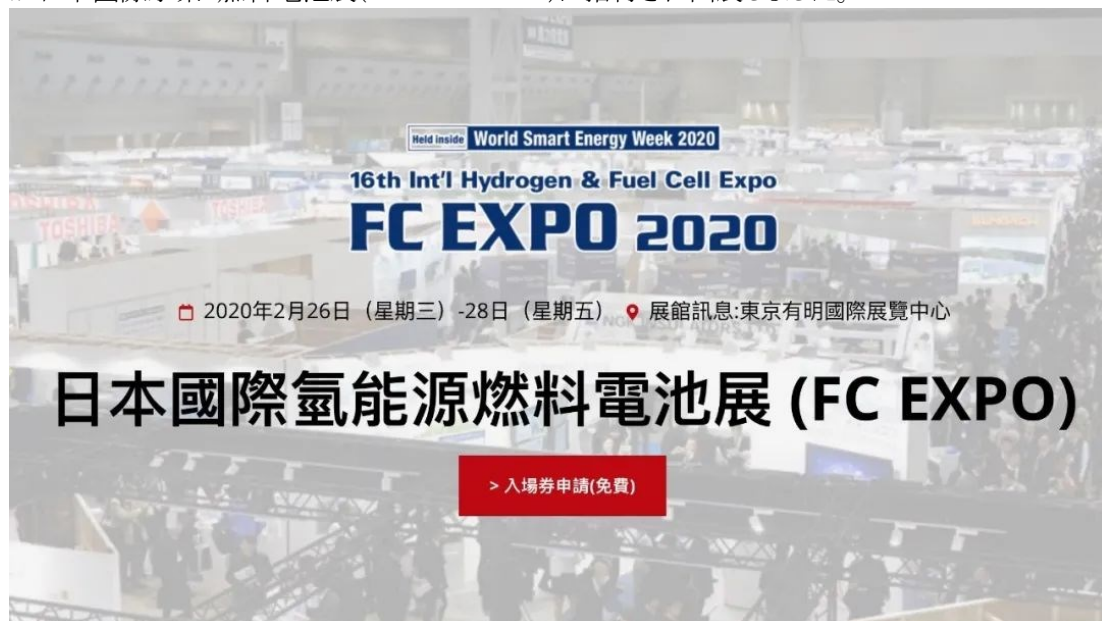 Held inside World Smart Energy Week 2020
16th Int'l Hydrogen & Fuel Cell Expo
FC EXPO 2020
TOSHIBA
TOSHIBA
2020年2月26日（星期三）-28日（星期五） 展館訊息:東京有明國際展覽中心
日本國際氫能源燃料電池展 (FC EXPO)
> 入場券申請(免費)